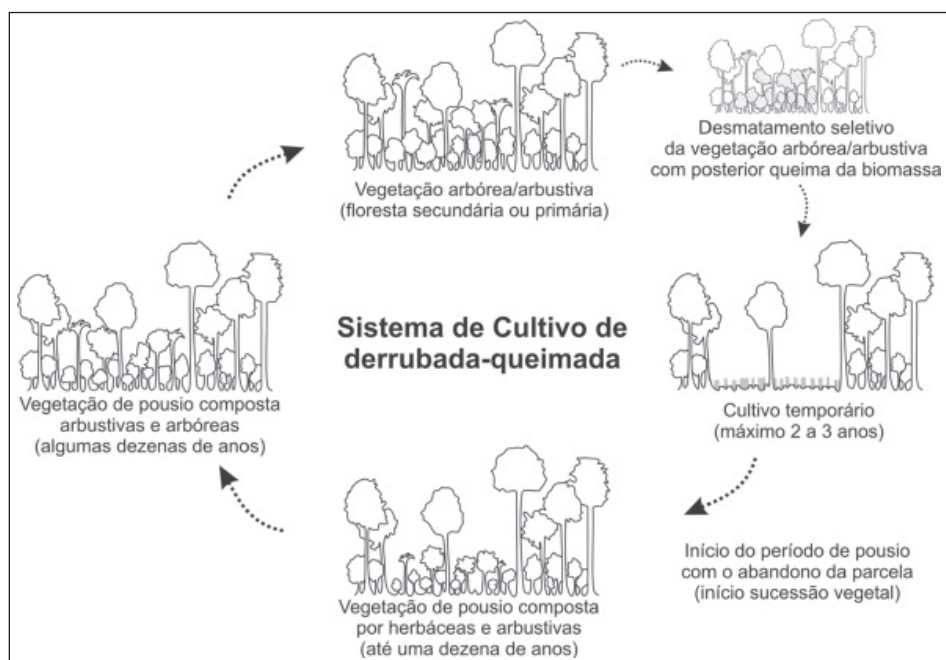 Vegetação arbórea/arbustiva
(floresta secundária ou primária)
Desmatamento seletivo
da vegetação arbórea/arbustiva
com posterior queima da biomassa
Sistema de Cultivo de
derrubada-queimada
Cultivo temporário
(máximo 2 a 3 anos)
Início do período de pousio
com o abandono da parcela
(início sucessão vegetal)
Vegetação de pousio composta
por herbáceas e arbustivas
(até uma dezena de anos)
Vegetação de pousio composta
arbustivas e arbóreas
(algumas dezenas de anos)